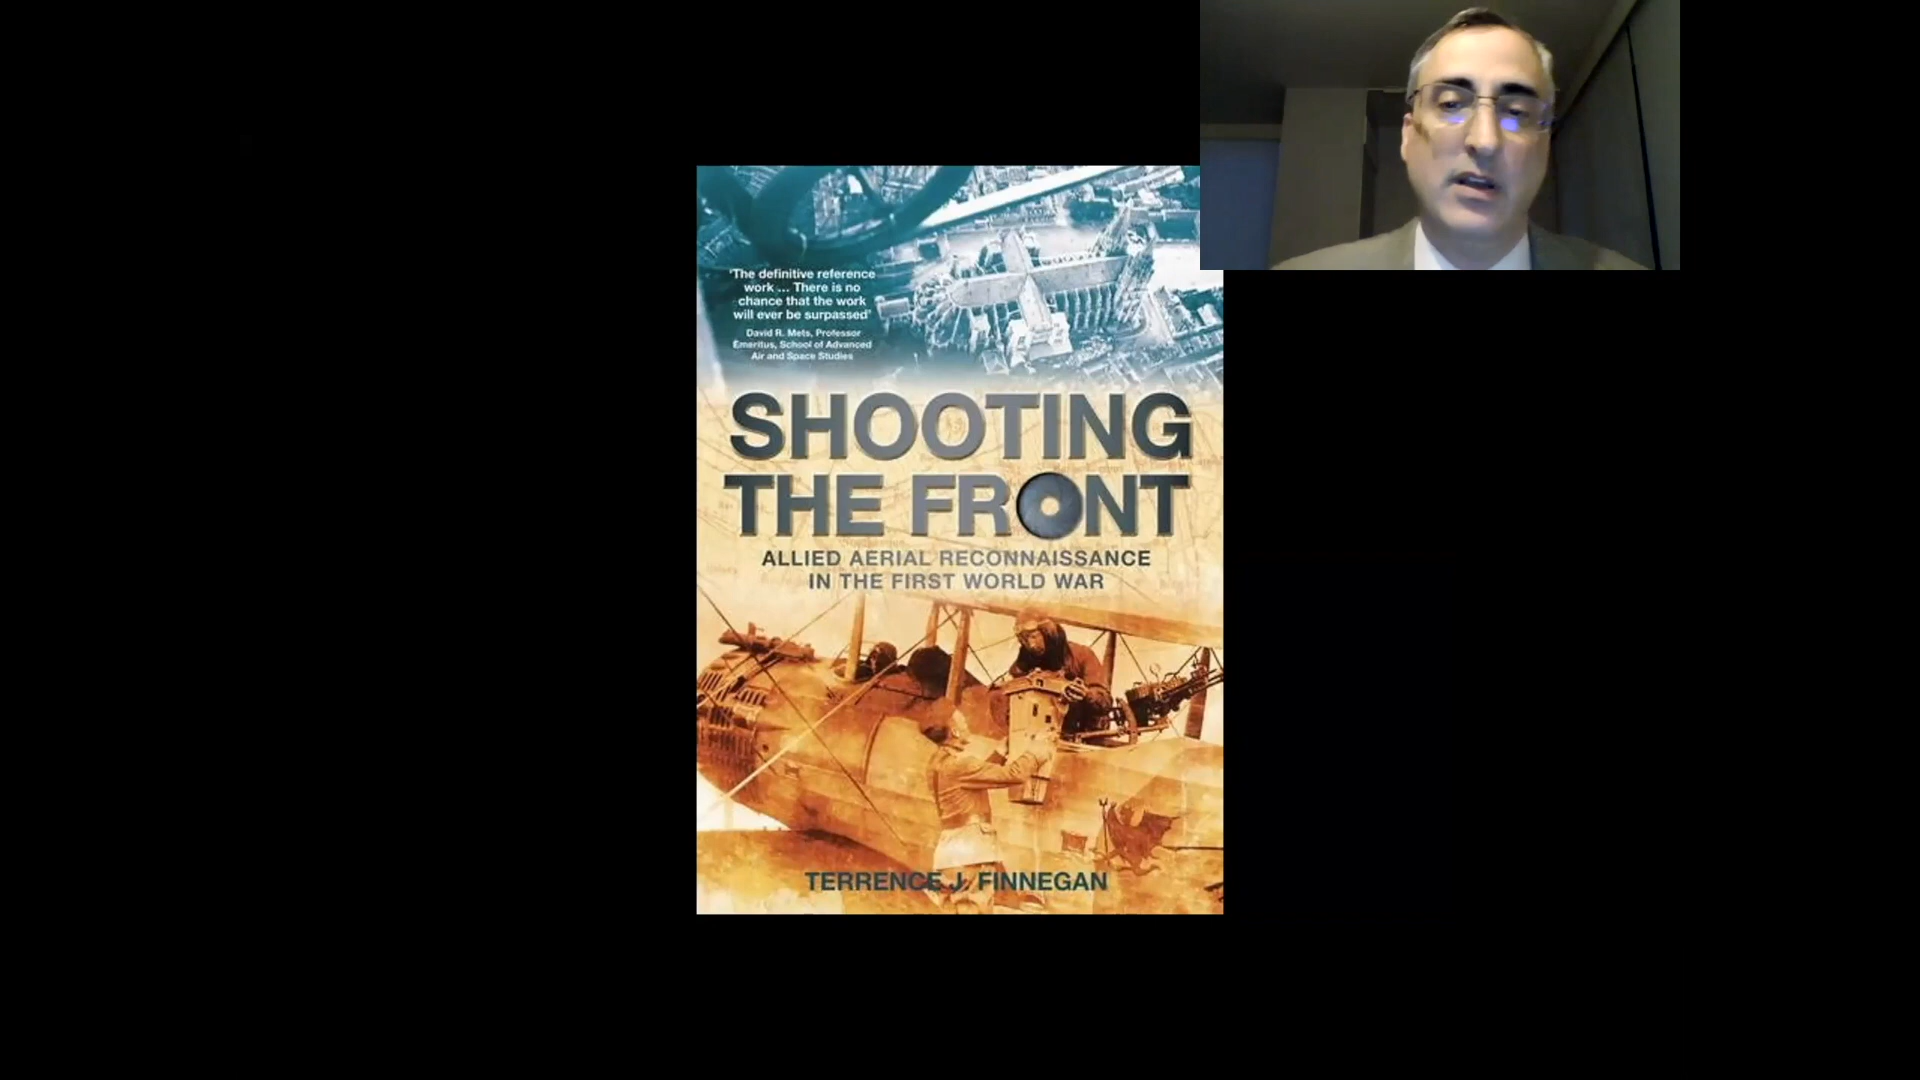 'The definitive reference
work ... There is no
chance that the work
will ever be surpassed'
David R. Mets, Professor
Emeritus, School of Advanced
Air and Space Studies
SHOOTING
THE FRONT
ALLIED AERIAL RECONNAISSANCE
IN THE FIRST WORLD WAR
TERRENCE J. FINNEGAN